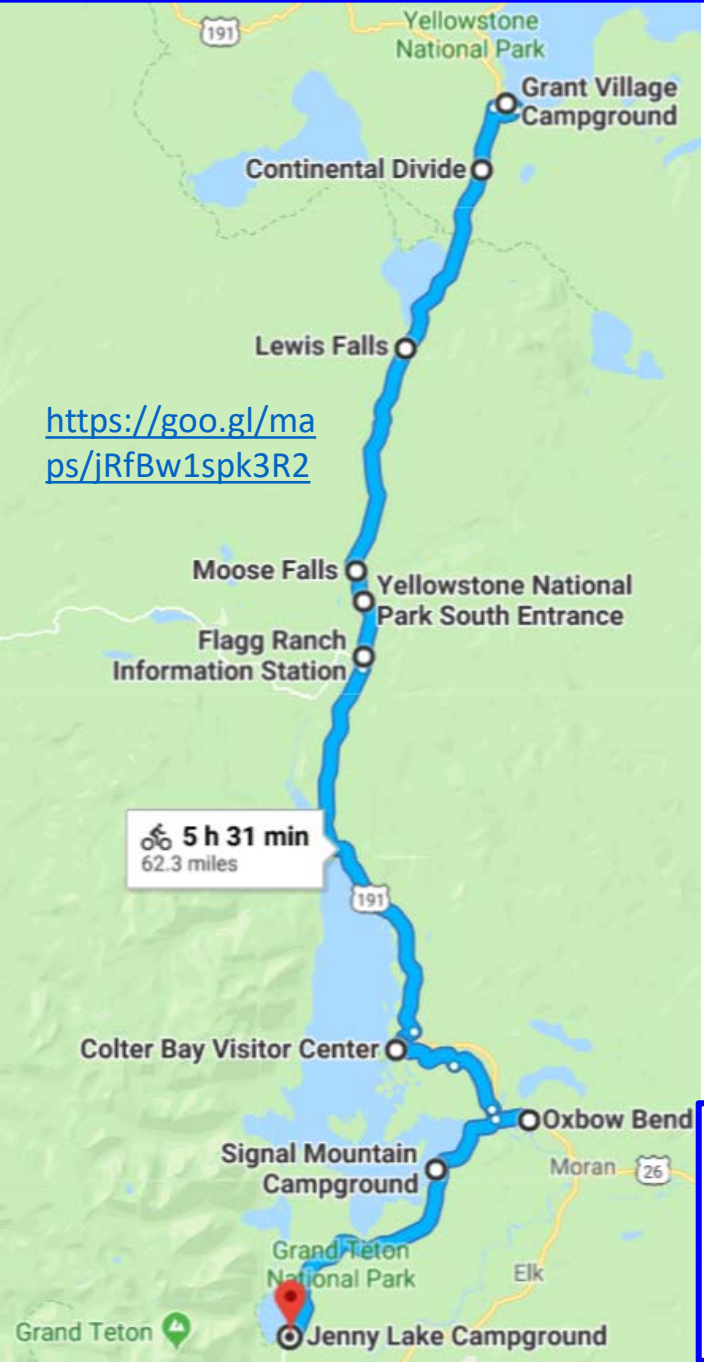 191
Yellowstone
National Park
Grant Village
Campground
Continental Divide
Lewis Falls
https://goo.gl/ma
ps/jRfBw1spk3R2
Moose Falls
Yellowstone National
Park South Entrance
Flagg Ranch
Information Station
5 h 31 min
62.3 miles
191
Colter Bay Visitor Center
Oxbow Bend
Signal Mountain
Campground
Moran
26
Grand Teton
National Park
Elk
Grand Teton
Jenny Lake Campground